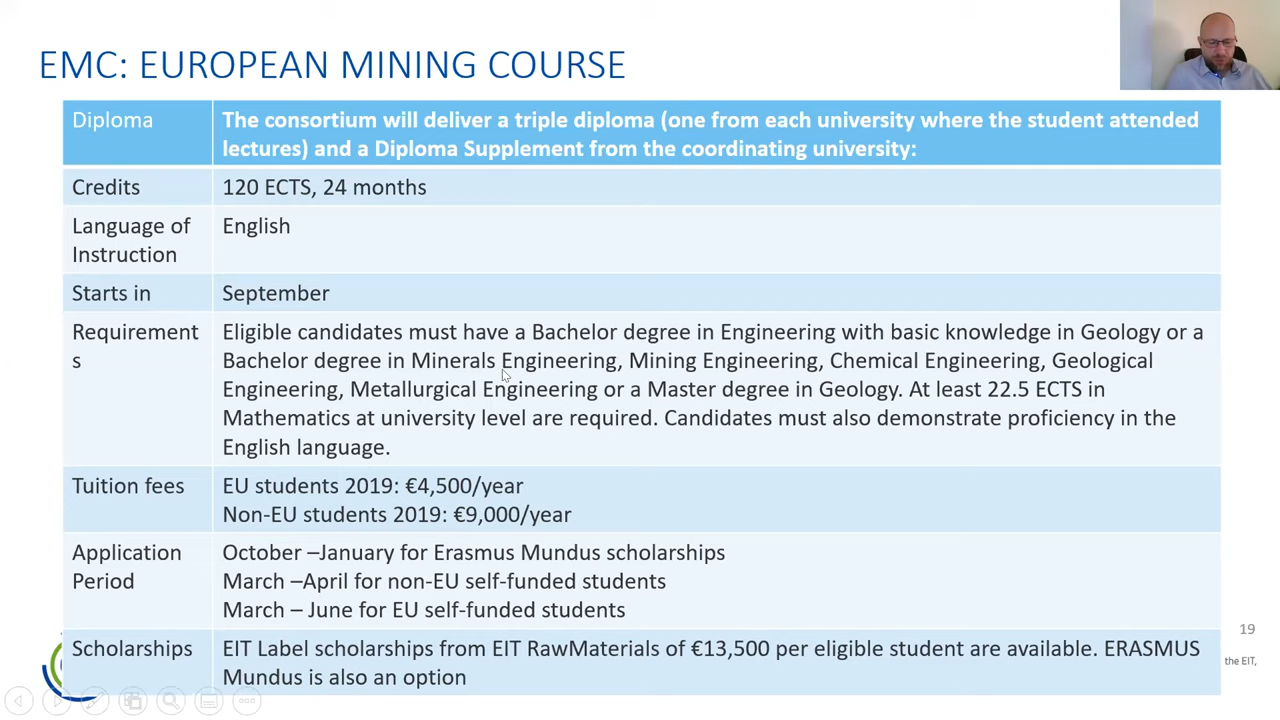 EMC: EUROPEAN MINING COURSE
Diploma
The consortium will deliver a triple diploma (one from each university where the student attended
lectures) and a Diploma Supplement from the coordinating university:
Credits
120 ECTS, 24 months
Language of
Instruction
English
Starts in
September
Requirement
s
Eligible candidates must have a Bachelor degree in Engineering with basic knowledge in Geology or a
Bachelor degree in Minerals Engineering, Mining Engineering, Chemical Engineering, Geological
Engineering, Metallurgical Engineering or a Master degree in Geology. At least 22.5 ECTS in
Mathematics at university level are required. Candidates must also demonstrate proficiency in the
English language.
Tuition fees
EU students 2019: €4,500/year
Non-EU students 2019: €9,000/year
Application
Period
October –January for Erasmus Mundus scholarships
March –April for non-EU self-funded students
March – June for EU self-funded students
Scholarships
EIT Label scholarships from EIT RawMaterials of €13,500 per eligible student are available. ERASMUS
Mundus is also an option
19
the EIT,